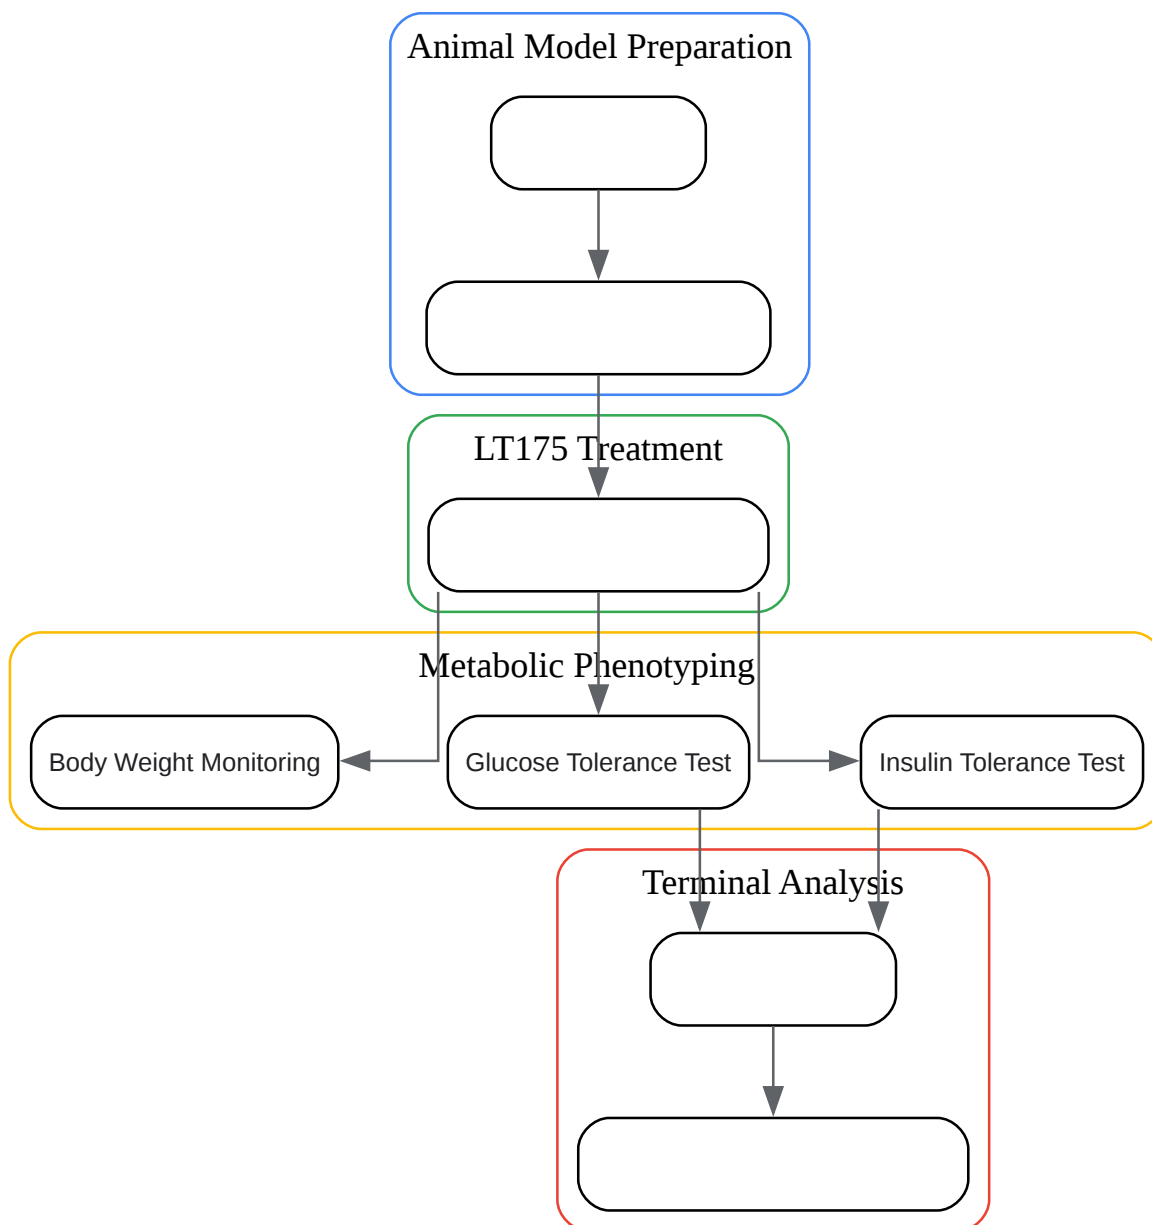 Animal Model Preparation
LT175 Treatment
Metabolic Phenotyping
Body Weight Monitoring
Glucose Tolerance Test
Insulin Tolerance Test
Terminal Analysis